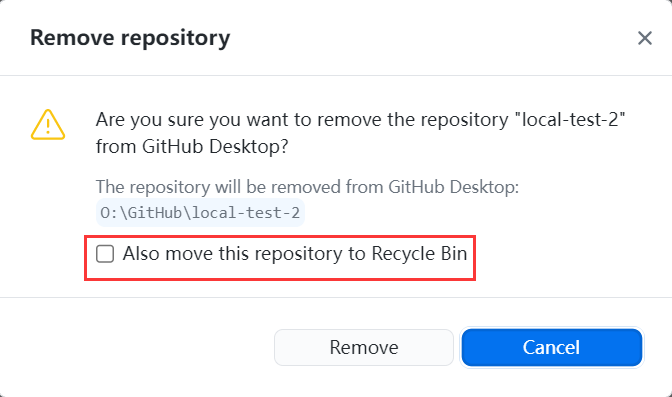 Remove repository
Are you sure you want to remove the repository "local-test-2"
from GitHub Desktop?
The repository will be removed from GitHub Desktop:
O:\GitHub\local-test-2
Also move this repository to Recycle Bin
Remove
Cancel